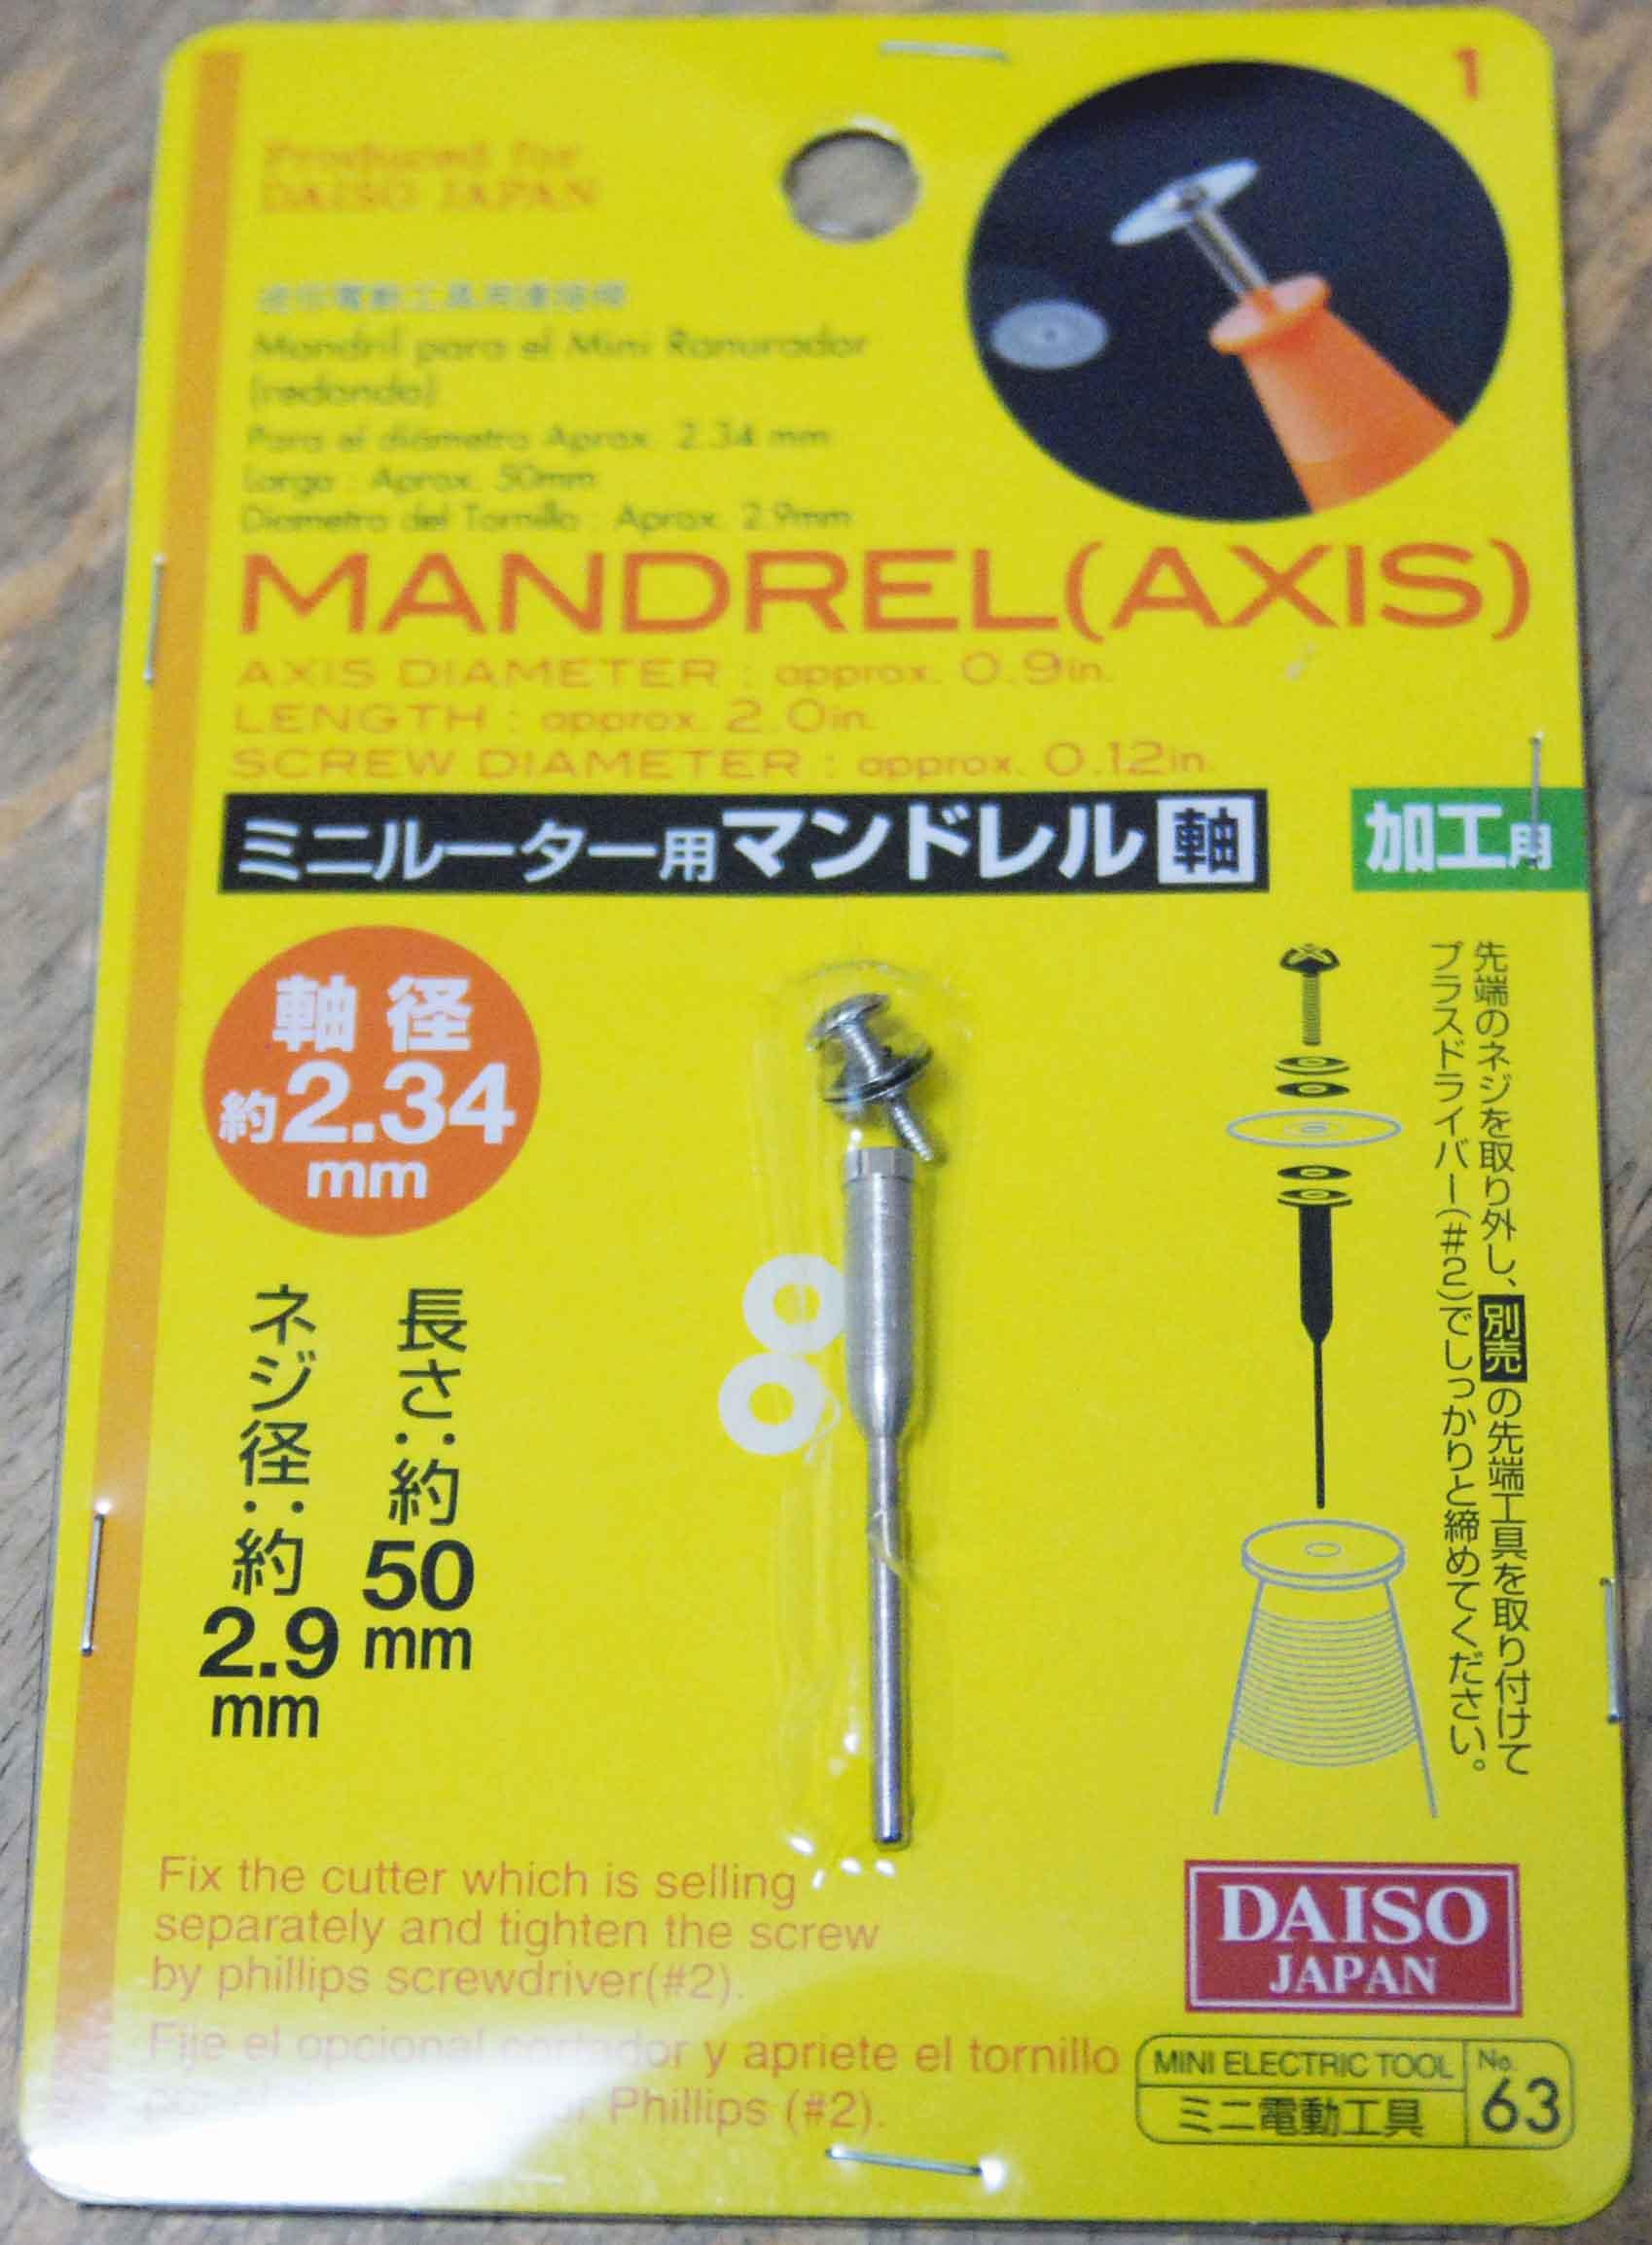 1
Produced for
DAISO JAPAN
Mandril para el Mini Ranurador
(redondo)
Para el diámetro Aprox. 2.34 mm
Largo : Aprox. 50mm
Diametro del Tornillo : Aprox. 2.9mm
MANDREL(AXIS)
AXIS DIAMETER : approx. 0.9in.
LENGTH : approx. 2.0in.
SCREW DIAMETER : approx. 0.12in.
ミニルーター用マンドレル軸
加工用
軸径
約2.34
mm
長さ:約50mm
ネジ径:約2.9mm
先端のネジを取り外し、別売の先端工具を取り付けて
プラスドライバー(#2)でしっかりと締めてください。
Fix the cutter which is selling
separately and tighten the screw
by phillips screwdriver(#2).
Fije el opcional cortador y apriete el tornillo
Phillips (#2).
DAISO
JAPAN
MINI ELECTRIC TOOL
ミニ電動工具
No.
63